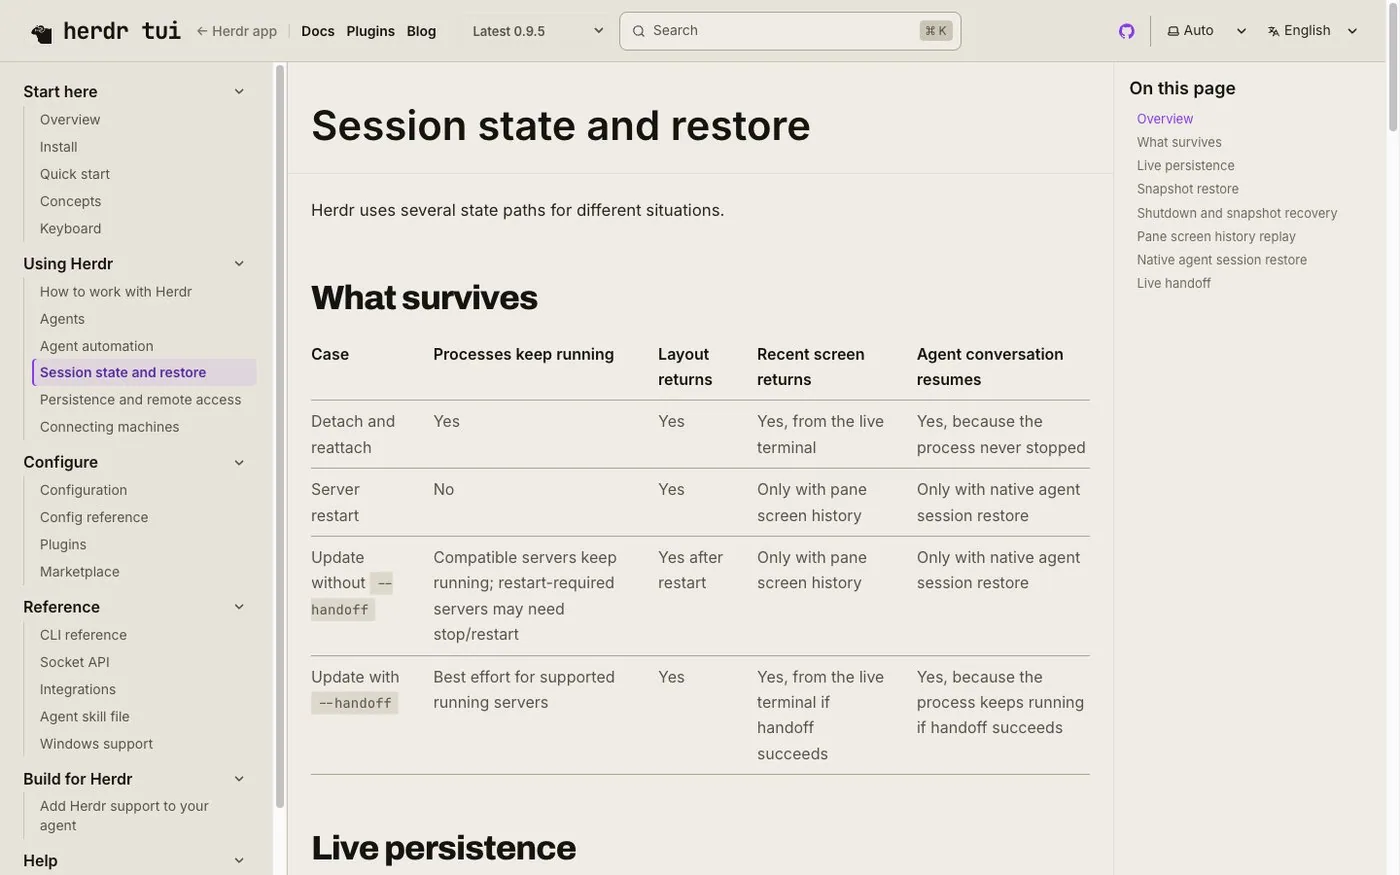 herdr tui
← Herdr app
Docs
Plugins
Blog
Latest 0.9.5
Search
⌘ K
Auto
English
Start here
Overview
Install
Quick start
Concepts
Keyboard
Using Herdr
How to work with Herdr
Agents
Agent automation
Session state and restore
Persistence and remote access
Connecting machines
Configure
Configuration
Config reference
Plugins
Marketplace
Reference
CLI reference
Socket API
Integrations
Agent skill file
Windows support
Build for Herdr
Add Herdr support to your
agent
Help
Session state and restore
Herdr uses several state paths for different situations.
What survives
Case
Processes keep running
Layout
returns
Recent screen
returns
Agent conversation
resumes
Detach and
reattach
Yes
Yes
Yes, from the live
terminal
Yes, because the
process never stopped
Server
restart
No
Yes
Only with pane
screen history
Only with native agent
session restore
Update
without --
handoff
Compatible servers keep
running; restart-required
servers may need
stop/restart
Yes after
restart
Only with pane
screen history
Only with native agent
session restore
Update with
--handoff
Best effort for supported
running servers
Yes
Yes, from the live
terminal if
handoff
succeeds
Yes, because the
process keeps running
if handoff succeeds
Live persistence
On this page
Overview
What survives
Live persistence
Snapshot restore
Shutdown and snapshot recovery
Pane screen history replay
Native agent session restore
Live handoff